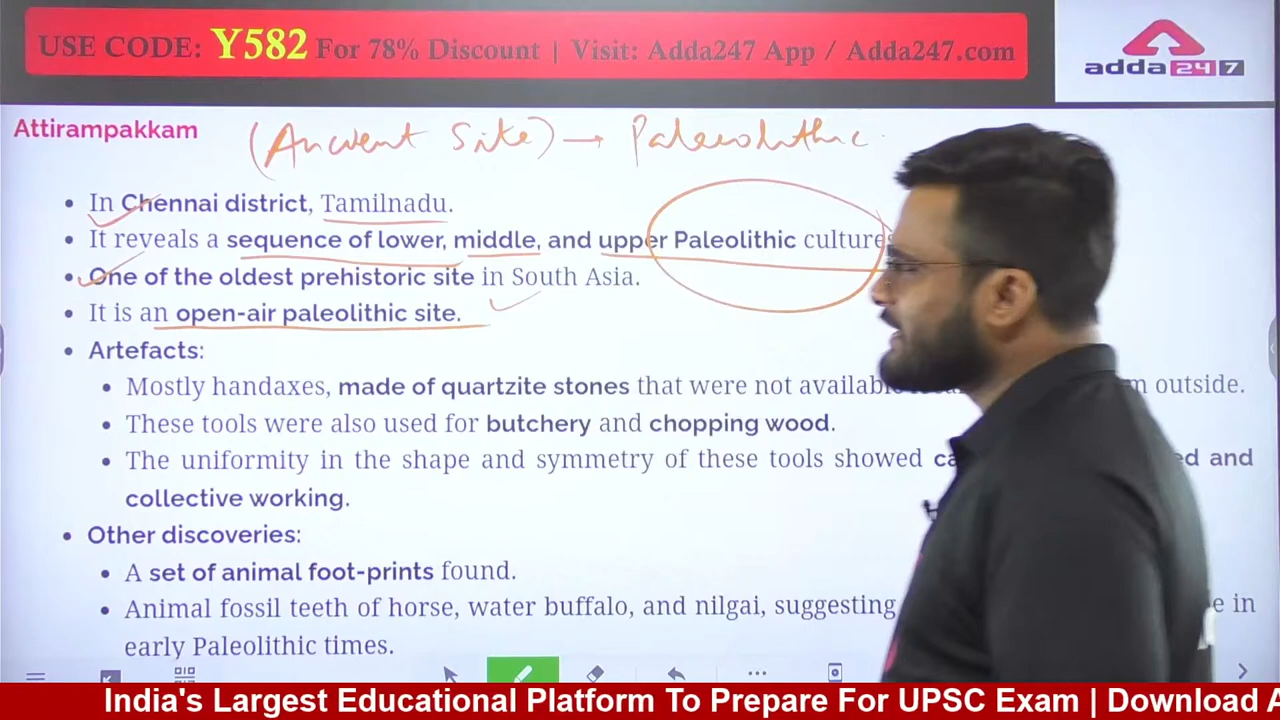 USE CODE: Y582 For 78% Discount | Visit: Adda247 App / Adda247.com
adda247
Attirampakkam (Ancient Site) → Paleolithic
• In Chennai district, Tamilnadu.
• It reveals a sequence of lower, middle, and upper Paleolithic culture
• One of the oldest prehistoric site in South Asia.
• It is an open-air paleolithic site.
• Artefacts:
• Mostly handaxes, made of quartzite stones that were not outside.
• These tools were also used for butchery and chopping wood.
• The uniformity in the shape and symmetry of these tools showed and
collective working.
• Other discoveries:
• A set of animal foot-prints found.
• Animal fossil teeth of horse, water buffalo, and nilgai, suggesting in
early Paleolithic times.
India's Largest Educational Platform To Prepare For UPSC Exam | Download A